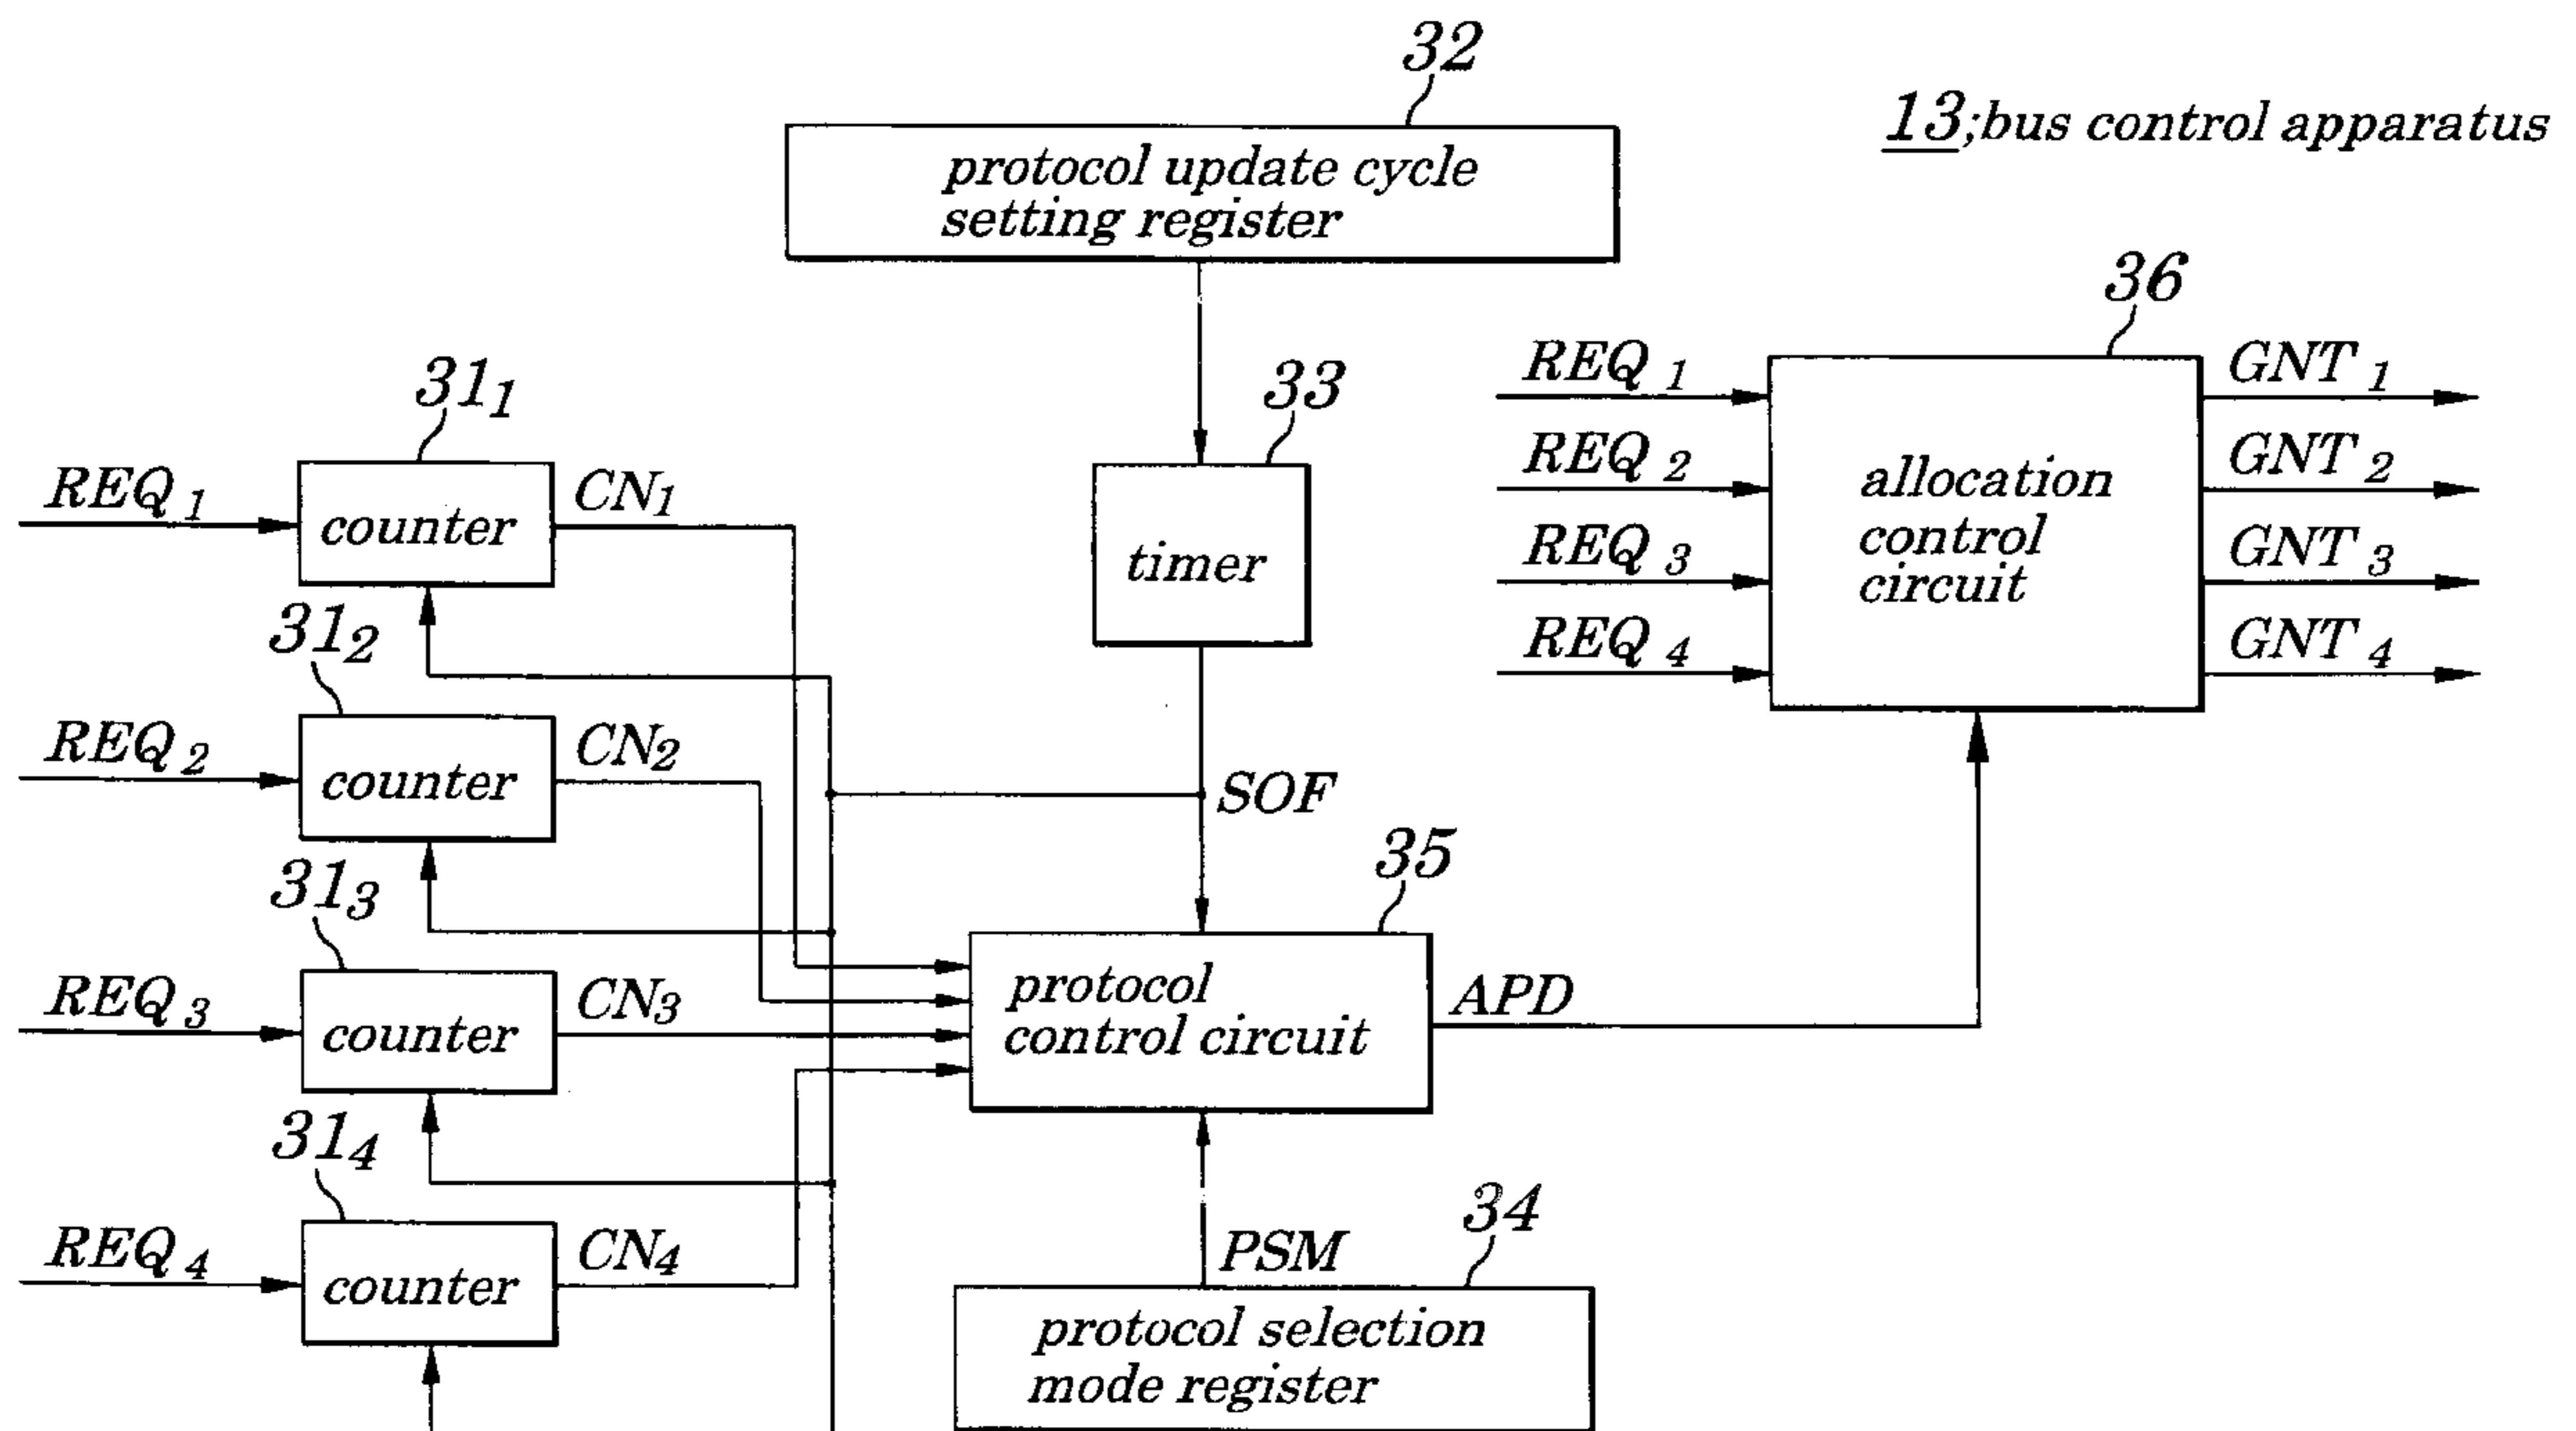 32
13;bus control apparatus
protocol update cycle
setting register
36
33
REQ 1
GNT 1
31₁
REQ 1
CN1
counter
timer
REQ 2
GNT 2
allocation
control
circuit
REQ 3
GNT 3
REQ 4
GNT 4
31₂
REQ 2
CN2
counter
SOF
35
31₃
REQ 3
CN3
counter
protocol
control circuit
APD
31₄
REQ 4
CN4
counter
34
PSM
protocol selection
mode register